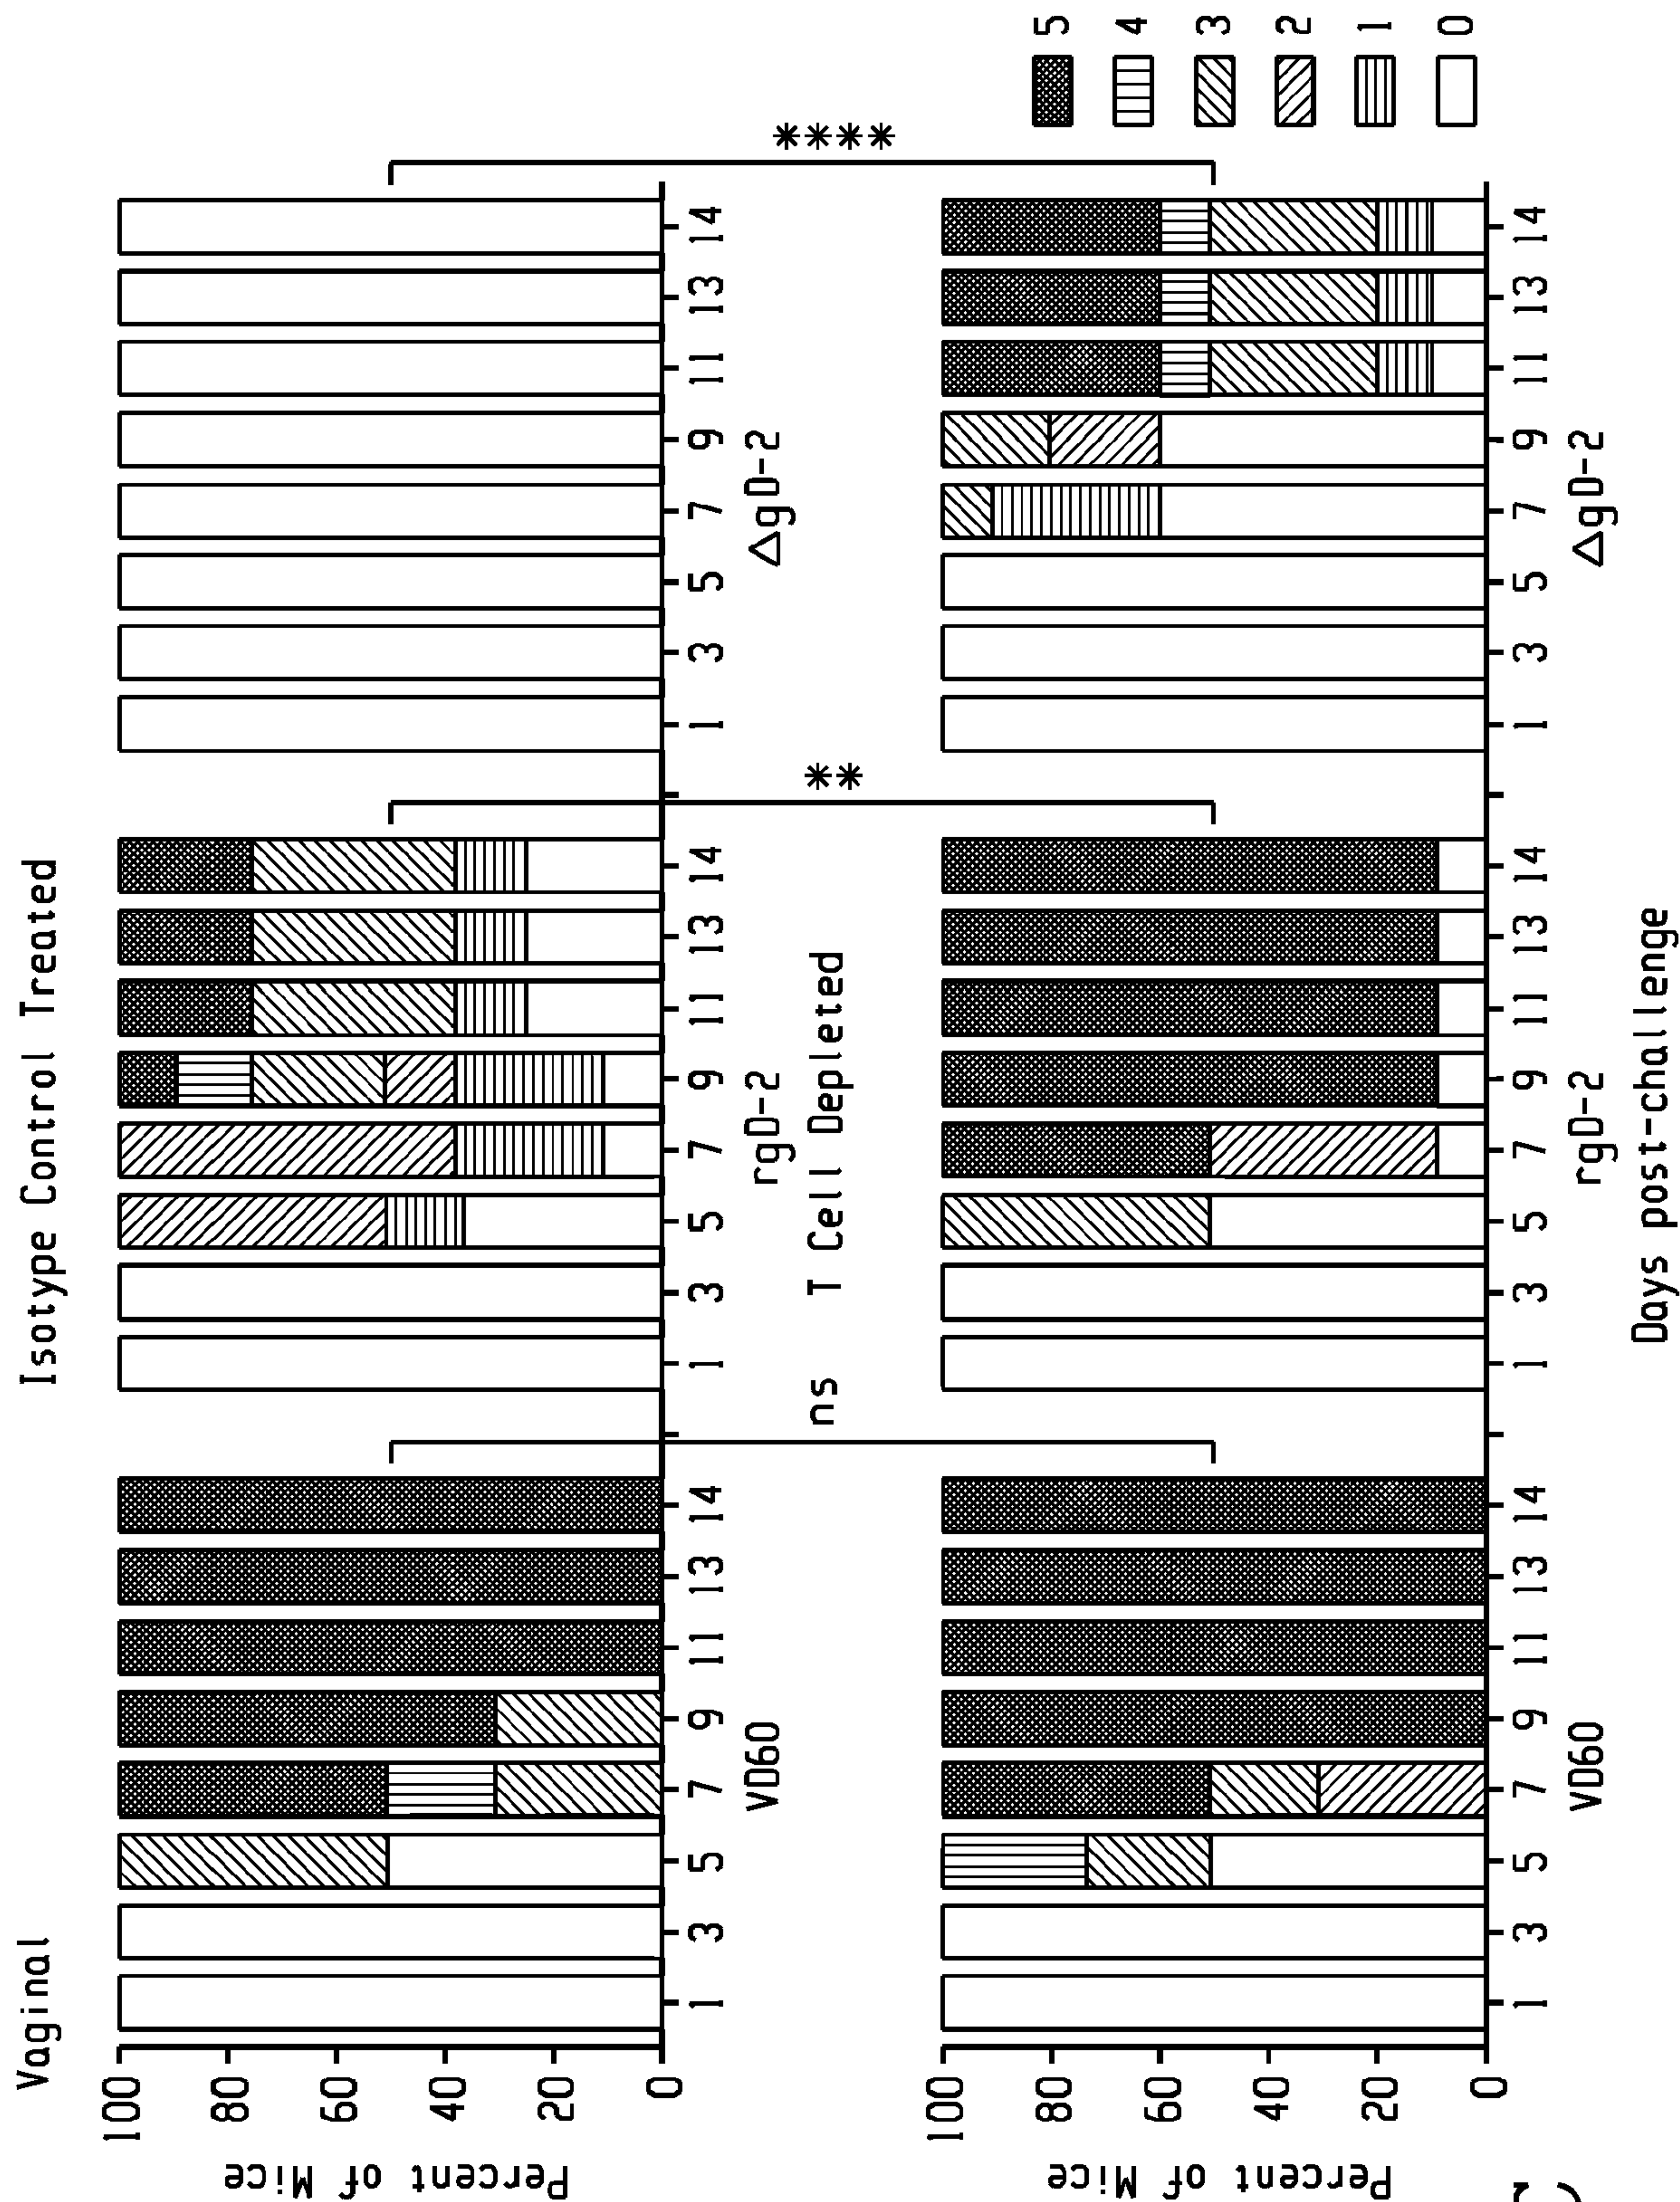 Vaginal
Isotype Control Treated
Percent of Mice
100
80
60
40
20
0
1 3 5 7 9 11 13 14 1 3 5 7 9 11 13 14 1 3 5 7 9 11 13 14
VD60 rgD-2 ΔgD-2
ns ** ****
T Cell Depleted
Percent of Mice
100
80
60
40
20
0
1 3 5 7 9 11 13 14 1 3 5 7 9 11 13 14 1 3 5 7 9 11 13 14
VD60 rgD-2 ΔgD-2
Days post-challenge
5
4
3
2
1
0